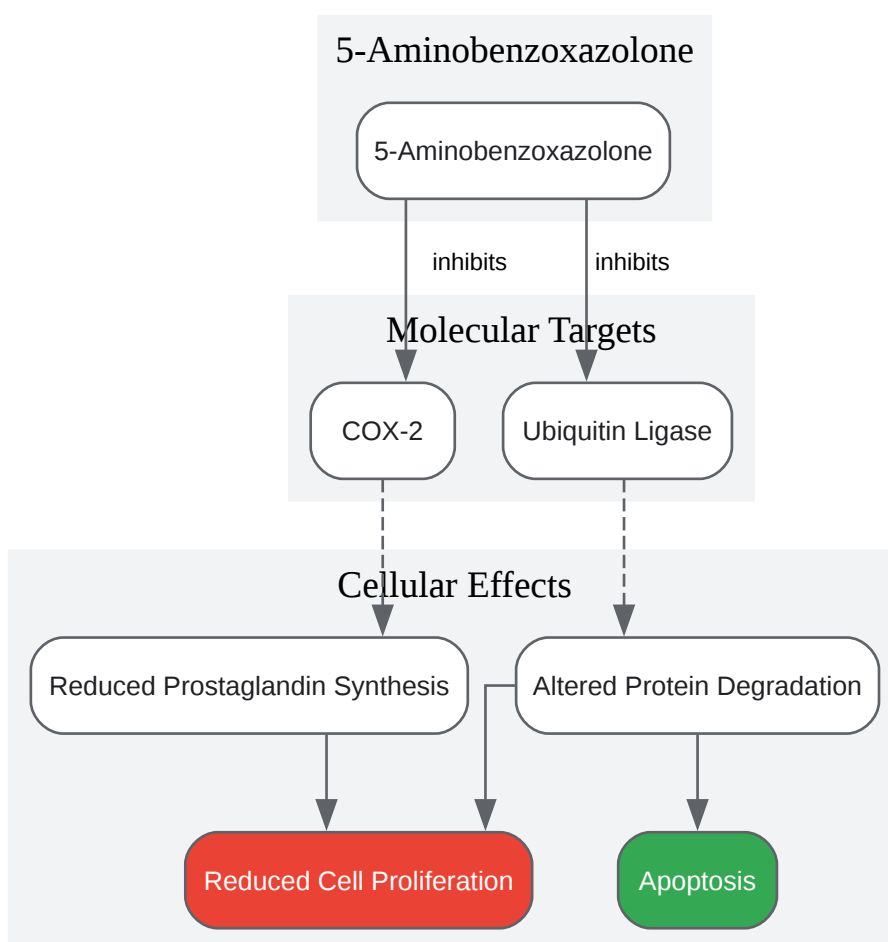 5-Aminobenzoxazolone
5-Aminobenzoxazolone
inhibits
inhibits
Molecular Targets
COX-2
Ubiquitin Ligase
Cellular Effects
Reduced Prostaglandin Synthesis
Altered Protein Degradation
Reduced Cell Proliferation
Apoptosis